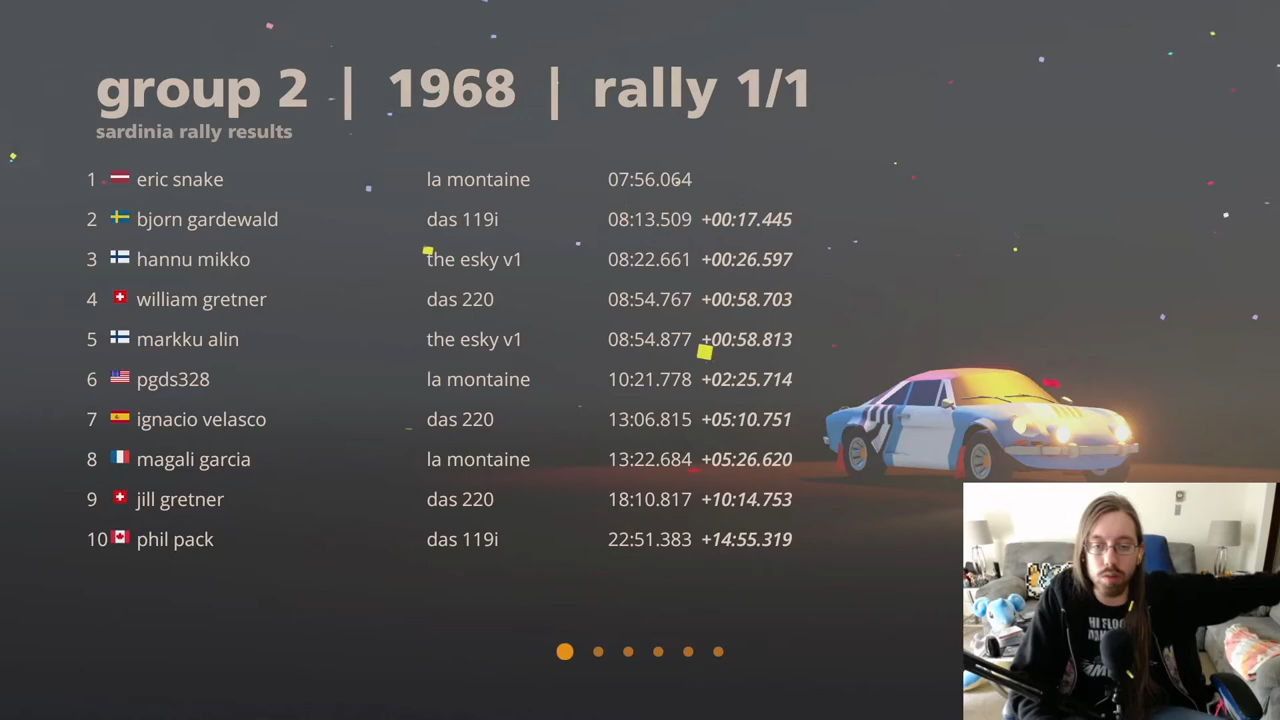 group 2 | 1968 | rally 1/1
sardinia rally results
1 eric snake la montaine 07:56.064
2 bjorn gardewald das 119i 08:13.509 +00:17.445
3 hannu mikko the esky v1 08:22.661 +00:26.597
4 william gretner das 220 08:54.767 +00:58.703
5 markku alin the esky v1 08:54.877 +00:58.813
6 pgds328 la montaine 10:21.778 +02:25.714
7 ignacio velasco das 220 13:06.815 +05:10.751
8 magali garcia la montaine 13:22.684 +05:26.620
9 jill gretner das 220 18:10.817 +10:14.753
10 phil pack das 119i 22:51.383 +14:55.319
HI FLOO